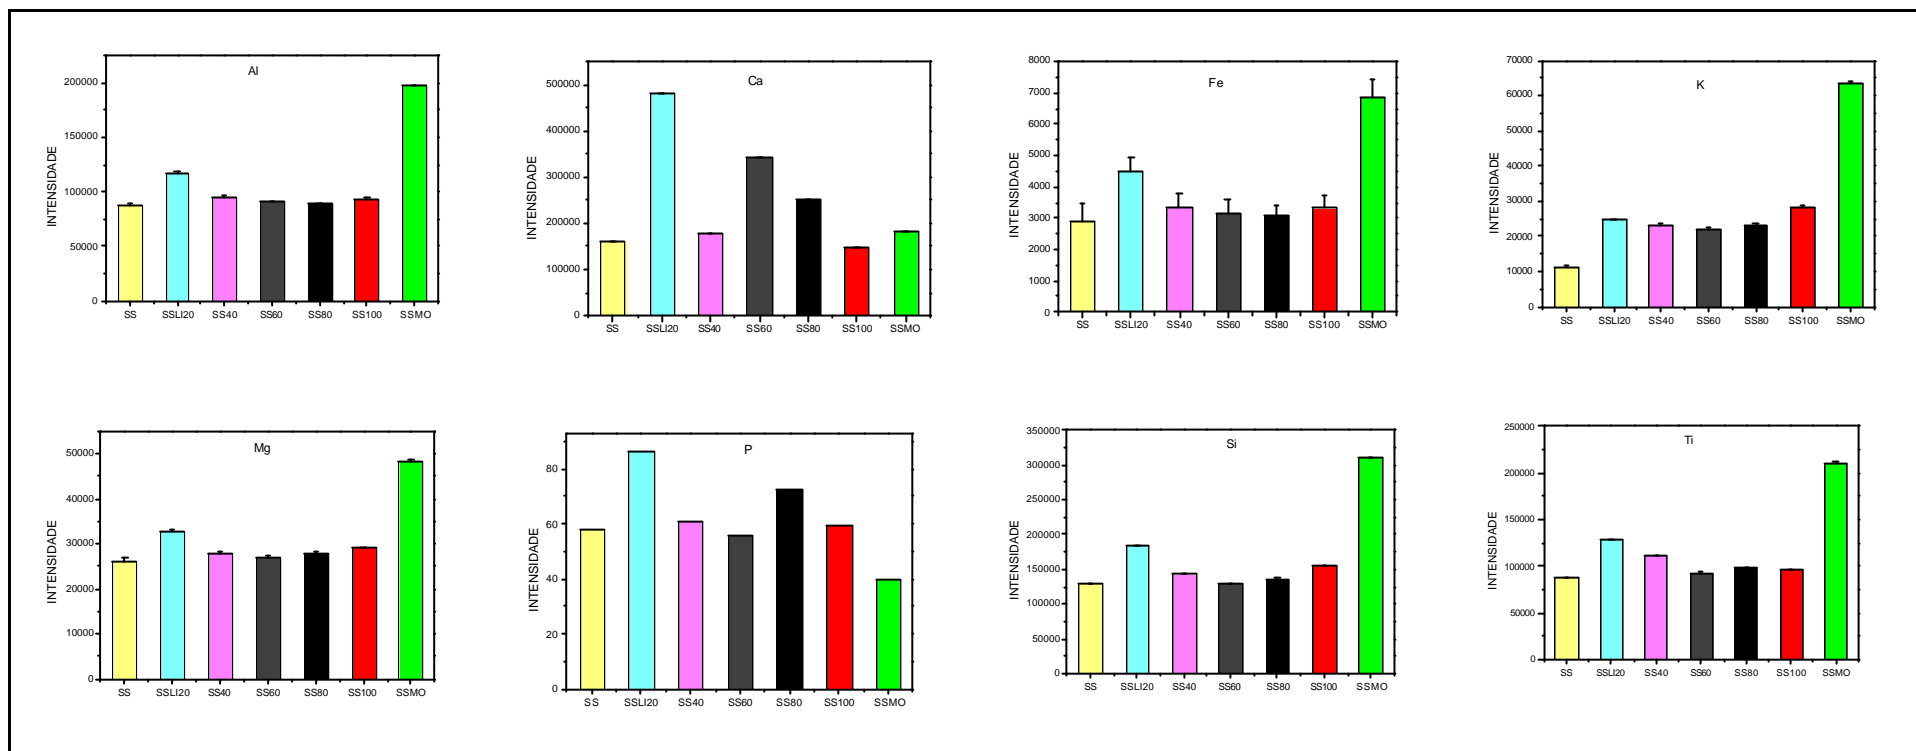 Al
INTENSIDADE
200000
150000
100000
50000
0
SS SSLI20 SS40 SS60 SS80 SS100 SSMO
Ca
INTENSIDADE
500000
400000
300000
200000
100000
0
SS SSLI20 SS40 SS60 SS80 SS100 SSMO
Fe
INTENSIDADE
8000
7000
6000
5000
4000
3000
2000
1000
0
SS SSLI20 SS40 SS60 SS80 SS100 SSMO
K
INTENSIDADE
70000
60000
50000
40000
30000
20000
10000
0
SS SSLI20 SS40 SS60 SS80 SS100 SSMO
Mg
INTENSIDADE
50000
40000
30000
20000
10000
0
SS SSLI20 SS40 SS60 SS80 SS100 SSMO
P
INTENSIDADE
80
60
40
20
0
SS SSLI20 SS40 SS60 SS80 SS100 SSMO
Si
INTENSIDADE
350000
300000
250000
200000
150000
100000
50000
0
SS SSLI20 SS40 SS60 SS80 SS100 SSMO
Ti
INTENSIDADE
250000
200000
150000
100000
50000
0
SS SSLI20 SS40 SS60 SS80 SS100 SSMO